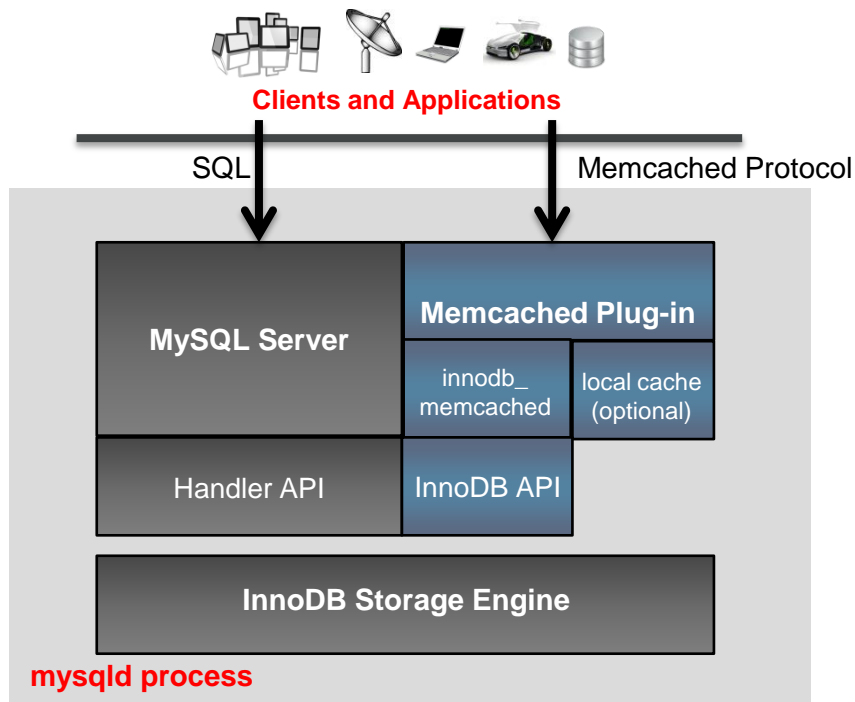 Clients and Applications
SQL
Memcached Protocol
MySQL Server
Memcached Plug-in
innodb_
memcached
local cache
(optional)
Handler API
InnoDB API
InnoDB Storage Engine
mysqld process